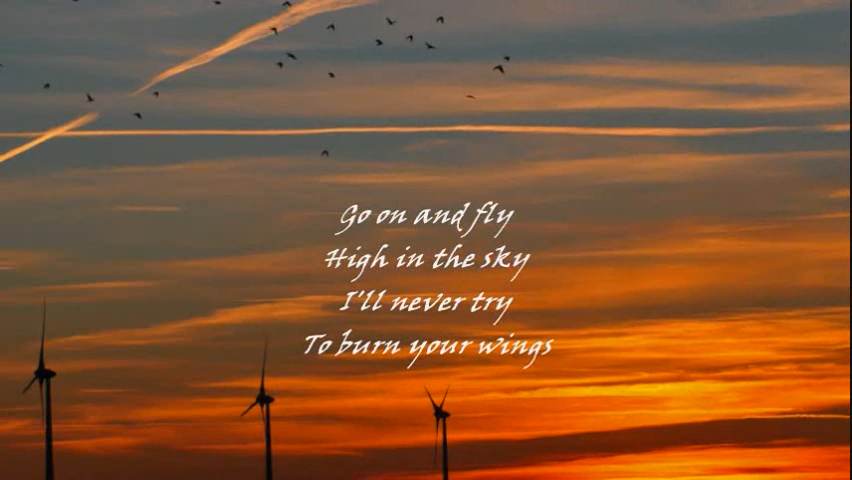 Go on and fly
High in the sky
I'll never try
To burn your wings